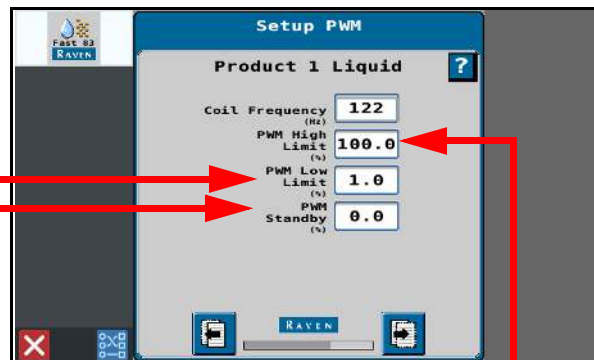 Setup PWM
Fast 83
RAVEN
Product 1 Liquid
?
Coil Frequency
(Hz)
122
PWM High
Limit
(%)
100.0
PWM Low
Limit
(%)
1.0
PWM
Standby
(%)
0.0
RAVEN